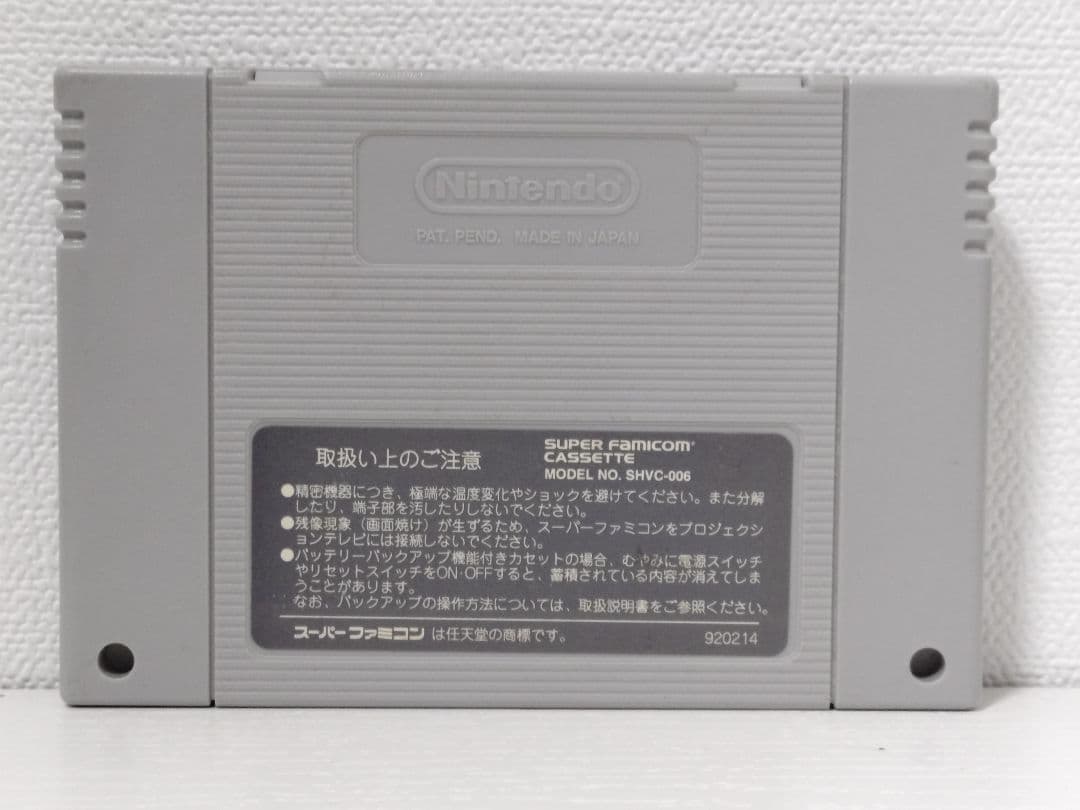 Nintendo
PAT. PEND. MADE IN JAPAN
取扱い上のご注意
SUPER FAMICOM
CASSETTE
MODEL NO. SHVC-006
●精密機器につき、極端な温度変化やショックを避けてください。また分解
したり、端子部を汚したりしないでください。
●残像現象（画面焼け）が生ずるため、スーパーファミコンをプロジェクシ
ョンテレビには接続しないでください。
●バッテリーバックアップ機能付きカセットの場合、むやみに電源スイッチ
やリセットスイッチをON・OFFすると、蓄積されている内容が消えてしま
うことがあります。
なお、バックアップの操作方法については、取扱説明書をご参照ください。
スーパーファミコンは任天堂の商標です。
920214